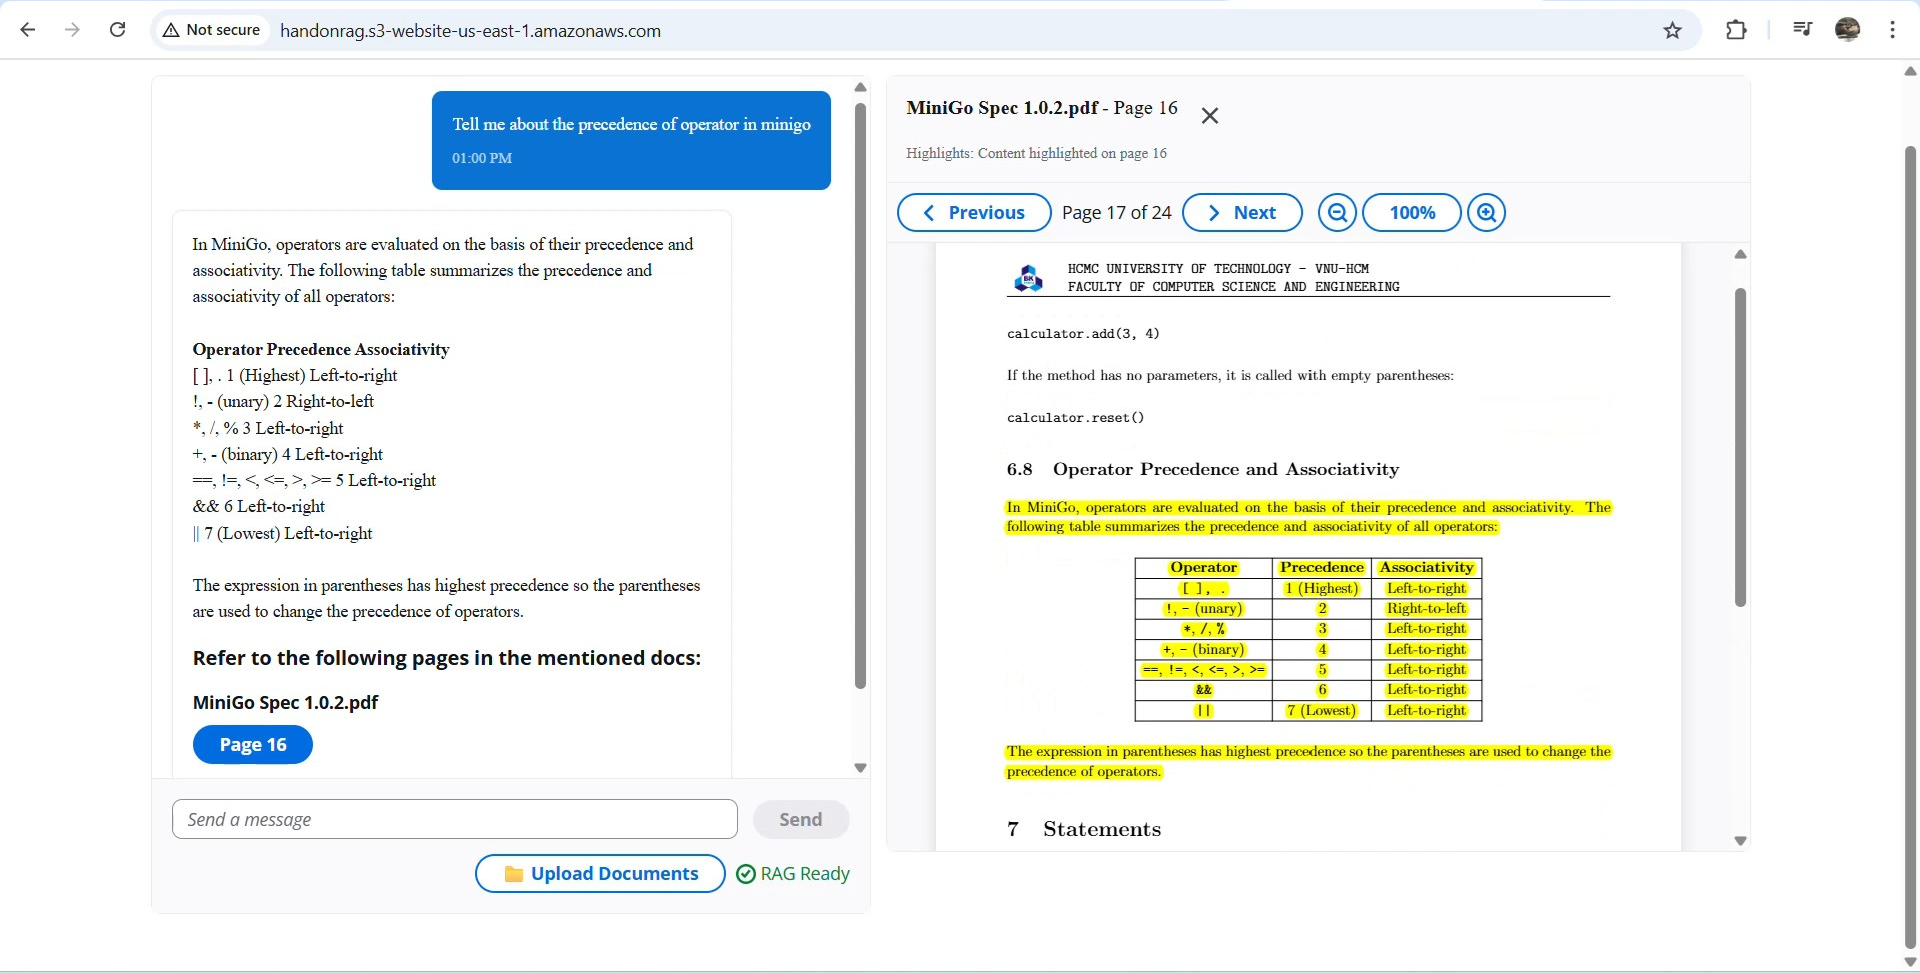 Not secure
handonrag.s3-website-us-east-1.amazonaws.com
Tell me about the precedence of operator in minigo
01:00 PM
In MiniGo, operators are evaluated on the basis of their precedence and
associativity. The following table summarizes the precedence and
associativity of all operators:
Operator Precedence Associativity
[ ], . 1 (Highest) Left-to-right
!, - (unary) 2 Right-to-left
*, /, % 3 Left-to-right
+, - (binary) 4 Left-to-right
==, !=, <, <=, >, >= 5 Left-to-right
&& 6 Left-to-right
|| 7 (Lowest) Left-to-right
The expression in parentheses has highest precedence so the parentheses
are used to change the precedence of operators.
Refer to the following pages in the mentioned docs:
MiniGo Spec 1.0.2.pdf
Page 16
Send a message
Send
Upload Documents
RAG Ready
MiniGo Spec 1.0.2.pdf - Page 16
Highlights: Content highlighted on page 16
Previous
Page 17 of 24
Next
100%
BK
HCMC UNIVERSITY OF TECHNOLOGY - VNU-HCM
FACULTY OF COMPUTER SCIENCE AND ENGINEERING
calculator.add(3, 4)
If the method has no parameters, it is called with empty parentheses:
calculator.reset()
6.8 Operator Precedence and Associativity
In MiniGo, operators are evaluated on the basis of their precedence and associativity. The
following table summarizes the precedence and associativity of all operators:
Operator Precedence Associativity
[ ], . 1 (Highest) Left-to-right
!, - (unary) 2 Right-to-left
*, /, % 3 Left-to-right
+, - (binary) 4 Left-to-right
==, !=, <, <=, >, >= 5 Left-to-right
&& 6 Left-to-right
|| 7 (Lowest) Left-to-right
The expression in parentheses has highest precedence so the parentheses are used to change the
precedence of operators.
7 Statements